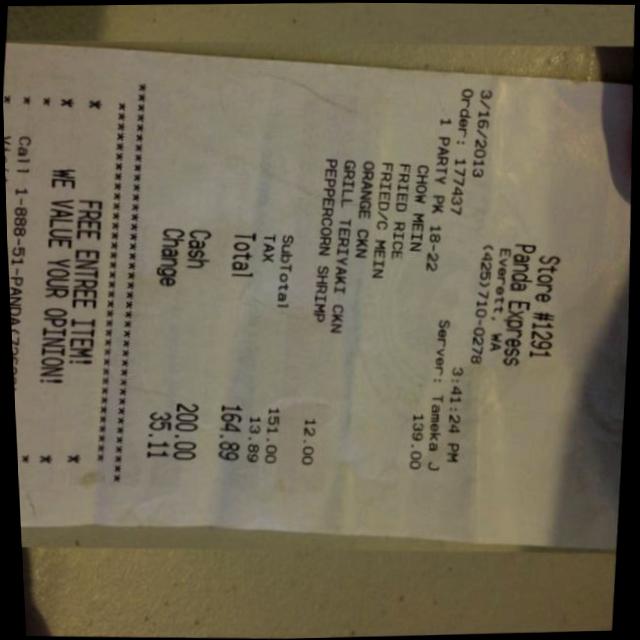 Store #1291
Panda Express
Everett, WA
(425)710-0278
3/16/2013 3:41:24 PM
Order: 177437 Server: Tameka J
1 PARTY PK 18-22 139.00
CHOW MEIN
FRIED RICE
FRIED/C MEIN
ORANGE CKN
GRILL TERIYAKI CKN
PEPPERCORN SHRIMP 12.00
SubTotal 151.00
TAX 13.89
Total 164.89
Cash 200.00
Change 35.11
FREE ENTREE ITEM!
WE VALUE YOUR OPINION!
Call 1-888-51-PANDA